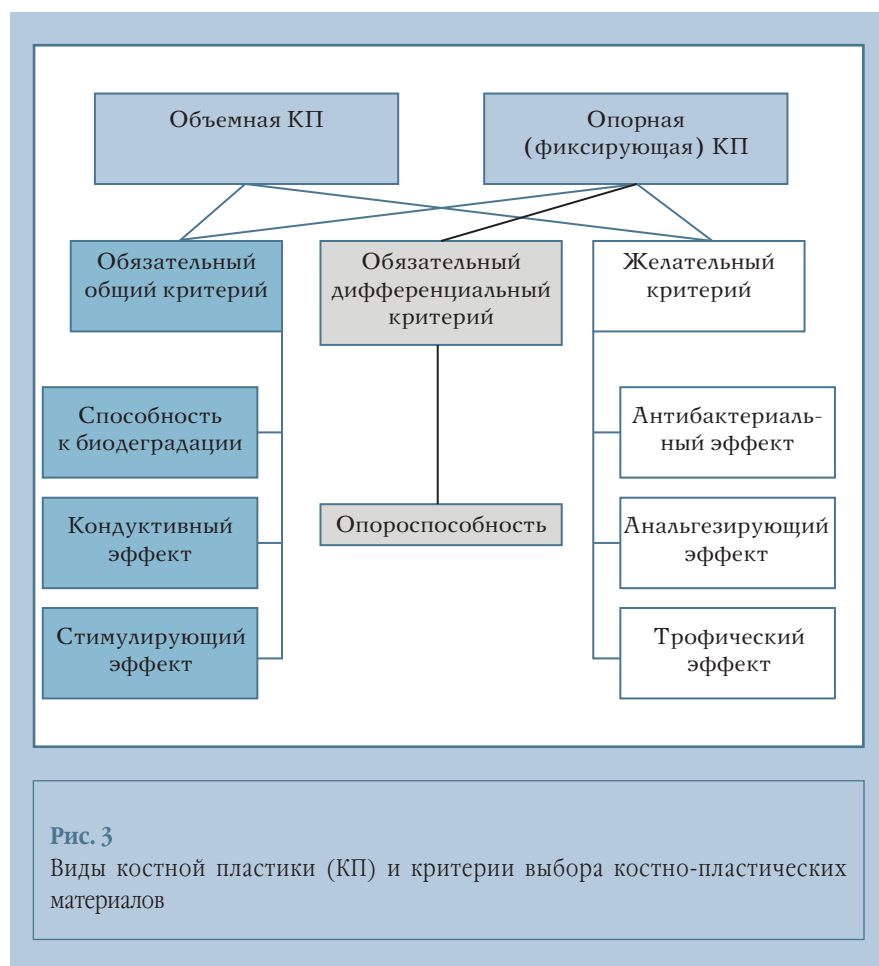 Объемная КП
Опорная
(фиксирующая) КП
Обязательный
общий критерий
Обязательный
дифференциальный
критерий
Желательный
критерий
Способность
к биодеградации
Кондуктивный
эффект
Стимулирующий
эффект
Опороспособность
Антибактериаль-
ный эффект
Анальгезирующий
эффект
Трофический
эффект
Рис. 3
Виды костной пластики (КП) и критерии выбора костно-пластических
материалов